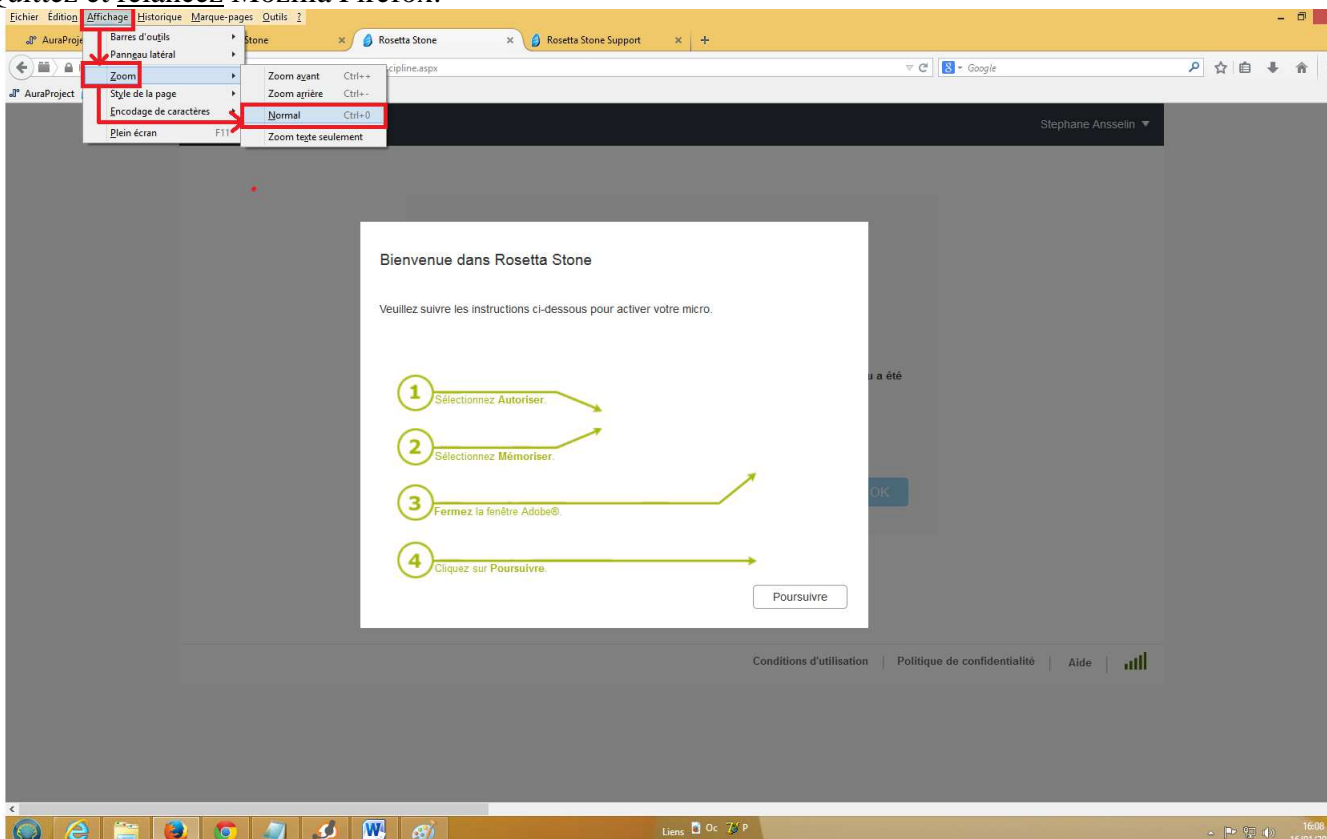 quittez et relancez Mozilla Firefox.
Fichier Édition Affichage Historique Marque-pages Outils ?
AuraProje
Stone
Rosetta Stone
Rosetta Stone Support
Barres d'outils
Panneau latéral
Zoom
Style de la page
Encodage de caractères
Plein écran F11
Zoom avant Ctrl++
Zoom arrière Ctrl+-
Normal Ctrl+0
Zoom texte seulement
cipline.aspx
Google
AuraProject
Stephane Ansselin
Bienvenue dans Rosetta Stone
Veuillez suivre les instructions ci-dessous pour activer votre micro.
u a été
1
Sélectionnez Autoriser.
2
Sélectionnez Mémoriser.
3
Fermez la fenêtre Adobe®.
4
Cliquez sur Poursuivre.
OK
Poursuivre
Conditions d'utilisation | Politique de confidentialité | Aide
Liens Oc P
16:08